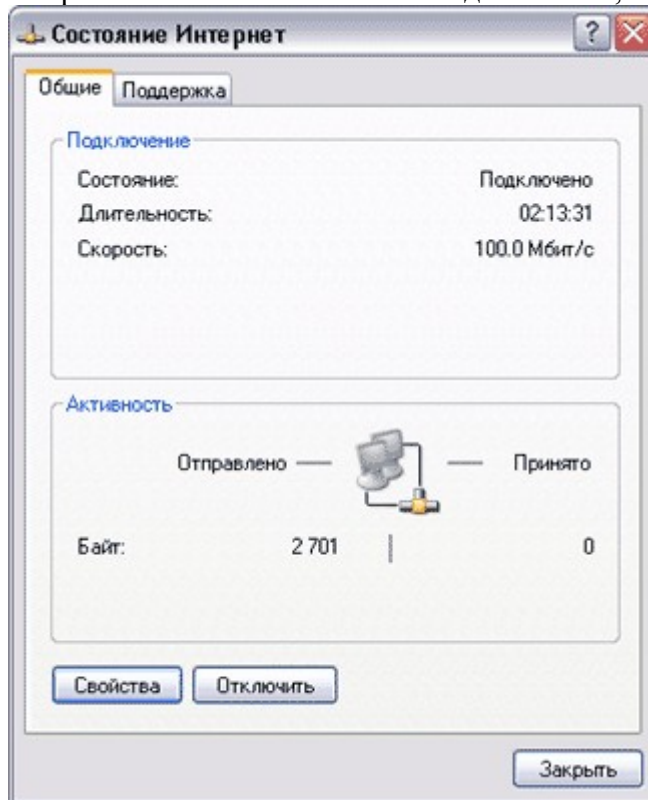 Состояние Интернет
Общие Поддержка
Подключение
Состояние: Подключено
Длительность: 02:13:31
Скорость: 100.0 Мбит/с
Активность
Отправлено — — Принято
Байт: 2 701 | 0
Свойства Отключить
Закрыть